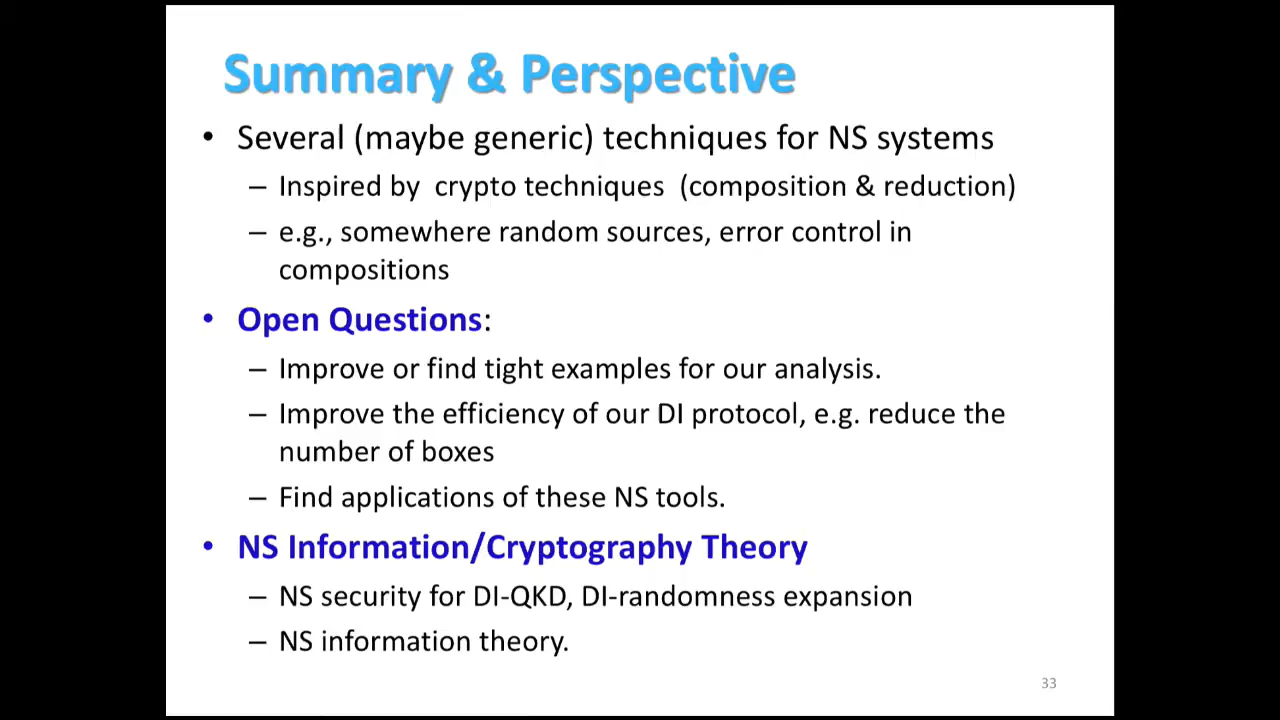 Summary & Perspective
• Several (maybe generic) techniques for NS systems
– Inspired by crypto techniques (composition & reduction)
– e.g., somewhere random sources, error control in
compositions
• Open Questions:
– Improve or find tight examples for our analysis.
– Improve the efficiency of our DI protocol, e.g. reduce the
number of boxes
– Find applications of these NS tools.
• NS Information/Cryptography Theory
– NS security for DI-QKD, DI-randomness expansion
– NS information theory.
33